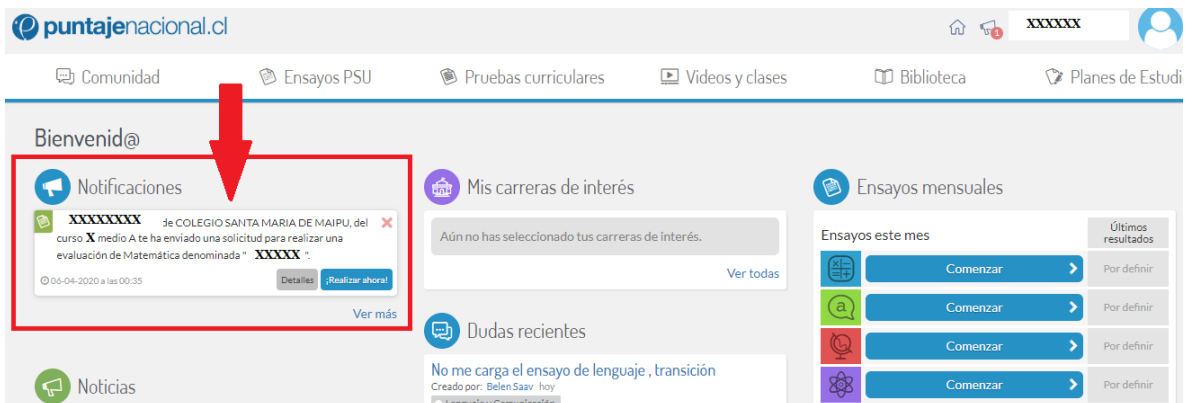 puntajenacional.cl
1
XXXXXX
Comunidad
Ensayos PSU
Pruebas curriculares
Videos y clases
Biblioteca
Planes de Estudi
Bienvenid@
Notificaciones
XXXXXXXX de COLEGIO SANTA MARIA DE MAIPU, del
curso X medio A te ha enviado una solicitud para realizar una
evaluación de Matemática denominada " XXXXX ".
06-04-2020 a las 00:35
Detalles
¡Realizar ahora!
Ver más
Noticias
Mis carreras de interés
Aún no has seleccionado tus carreras de interés.
Ver todas
Dudas recientes
No me carga el ensayo de lenguaje , transición
Creado por: Belen Saav hoy
Lenguaje y Comunicación
Ensayos mensuales
Ensayos este mes
Últimos
resultados
Comenzar
Por definir
a
Comenzar
Por definir
Comenzar
Por definir
Comenzar
Por definir